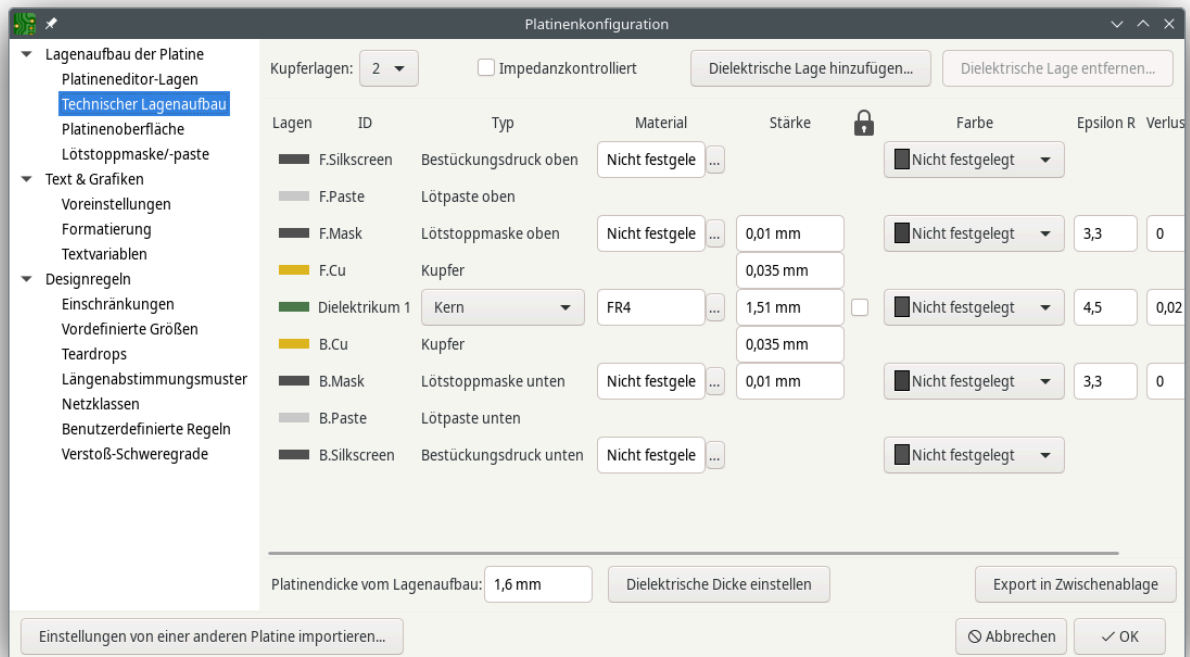 Platinenkonfiguration
Lagenaufbau der Platine
Platineneditor-Lagen
Technischer Lagenaufbau
Platinenoberfläche
Lötstoppmaske/-paste
Text & Grafiken
Voreinstellungen
Formatierung
Textvariablen
Designregeln
Einschränkungen
Vordefinierte Größen
Teardrops
Längenabstimmungsmuster
Netzklassen
Benutzerdefinierte Regeln
Verstoß-Schweregrade
Kupferlagen: 2 Impedanzkontrolliert Dielektrische Lage hinzufügen... Dielektrische Lage entfernen...
Lagen ID Typ Material Stärke Farbe Epsilon R Verlus
F.Silkscreen Bestückungsdruck oben Nicht festgele ... Nicht festgelegt
F.Paste Lötpaste oben
F.Mask Lötstoppmaske oben Nicht festgele ... 0,01 mm Nicht festgelegt 3,3 0
F.Cu Kupfer 0,035 mm
Dielektrikum 1 Kern FR4 ... 1,51 mm Nicht festgelegt 4,5 0,02
B.Cu Kupfer 0,035 mm
B.Mask Lötstoppmaske unten Nicht festgele ... 0,01 mm Nicht festgelegt 3,3 0
B.Paste Lötpaste unten
B.Silkscreen Bestückungsdruck unten Nicht festgele ... Nicht festgelegt
Platinendicke vom Lagenaufbau: 1,6 mm Dielektrische Dicke einstellen Export in Zwischenablage
Einstellungen von einer anderen Platine importieren... Abbrechen OK